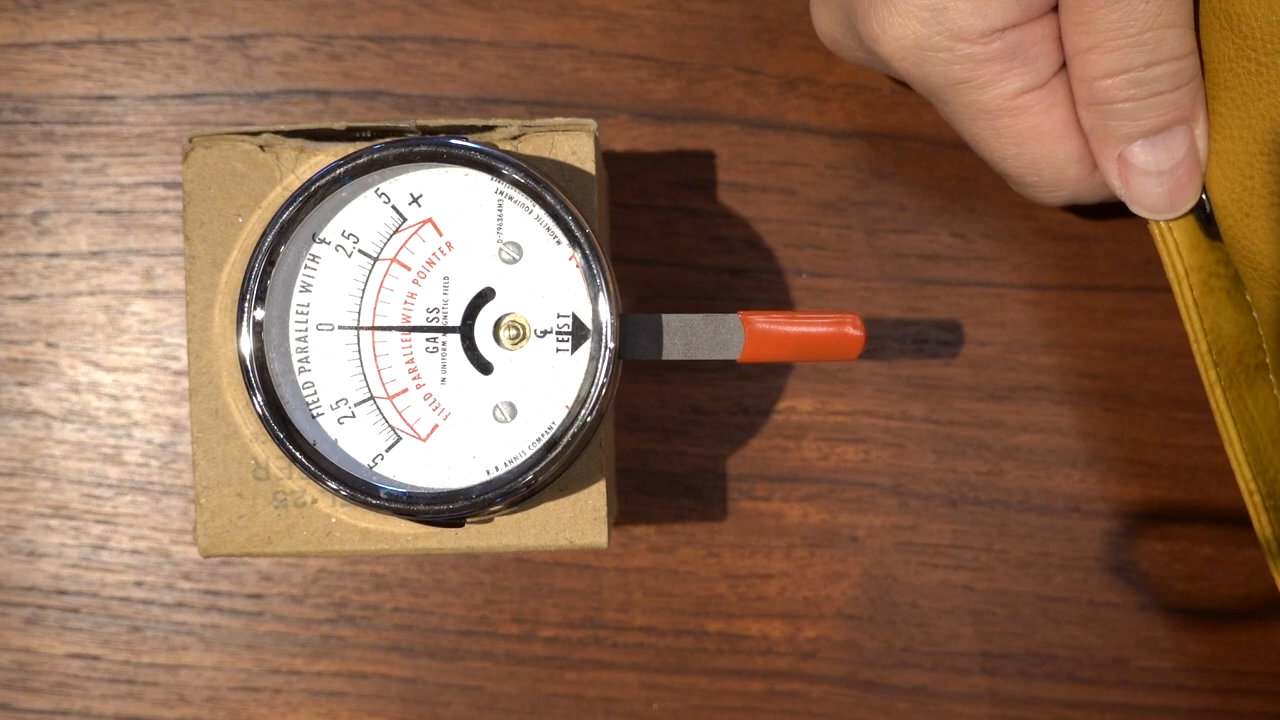 FIELD PARALLEL WITH ℄
5 2.5 0 2.5 5
+
FIELD PARALLEL WITH POINTER
GAUSS
IN UNIFORM MAGNETIC FIELD
℄
TEST
D-796364H3
MAGNETIC EQUIPMENT
R. B. ANNIS COMPANY